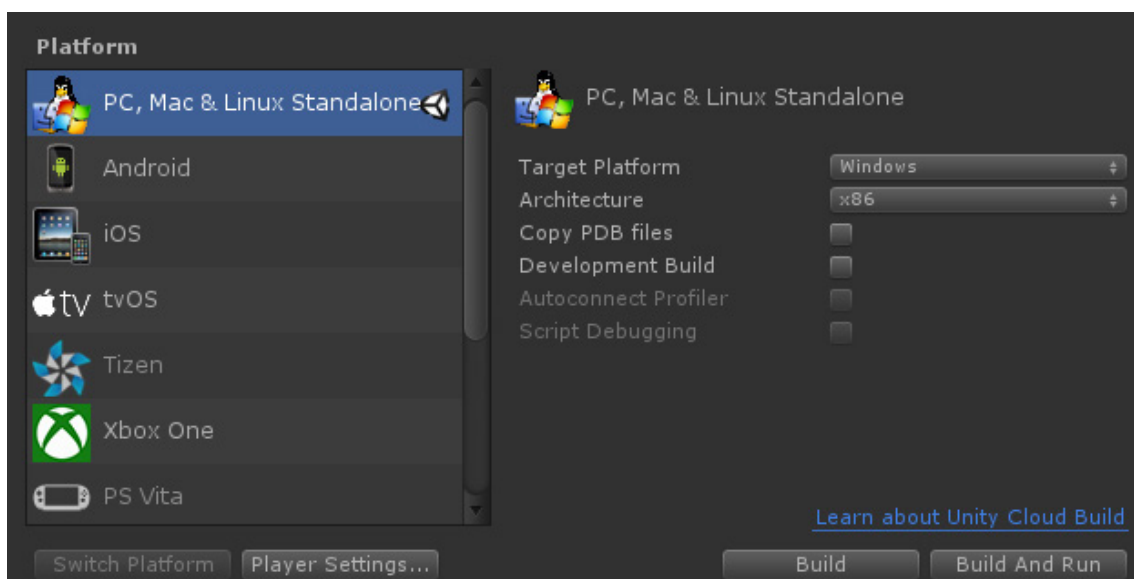 Platform
PC, Mac & Linux Standalone
Android
iOS
tv tvOS
Tizen
Xbox One
PS Vita
Switch Platform
Player Settings...
PC, Mac & Linux Standalone
Target Platform Windows
Architecture x86
Copy PDB files
Development Build
Autoconnect Profiler
Script Debugging
Learn about Unity Cloud Build
Build
Build And Run